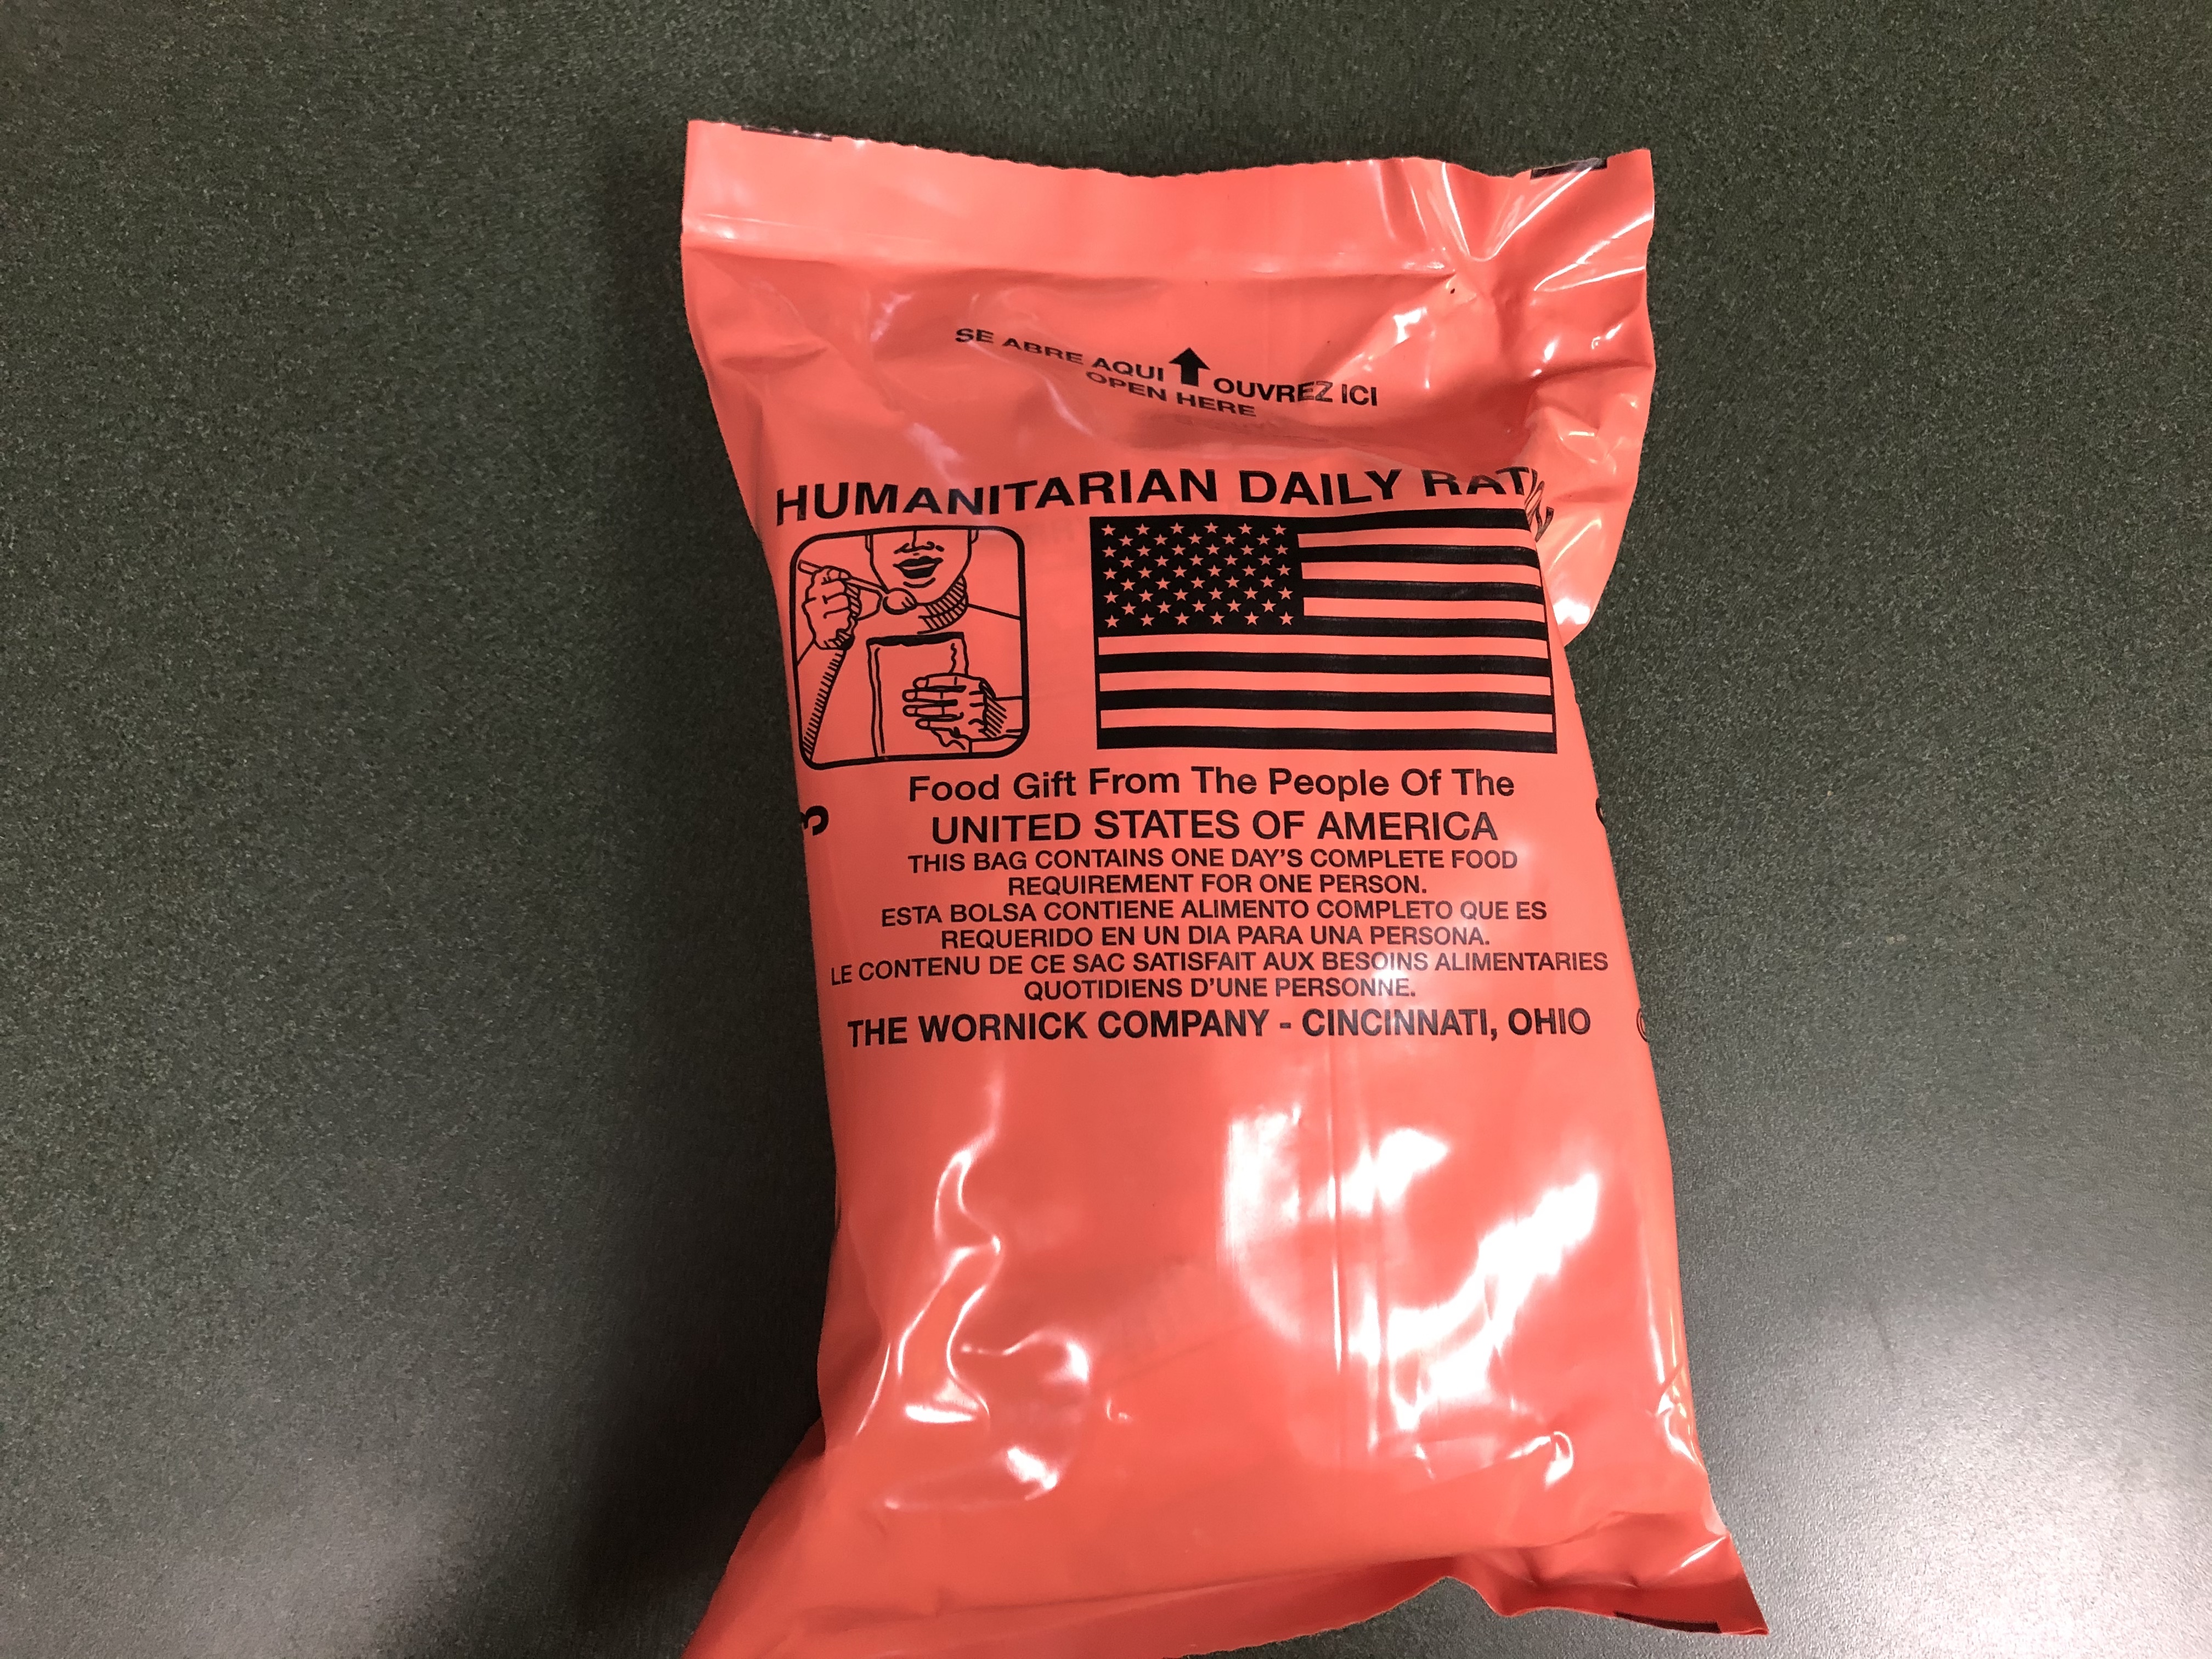 SE ABRE AQUI OUVREZ ICI
OPEN HERE
HUMANITARIAN DAILY RATION
Food Gift From The People Of The
UNITED STATES OF AMERICA
THIS BAG CONTAINS ONE DAY'S COMPLETE FOOD
REQUIREMENT FOR ONE PERSON.
ESTA BOLSA CONTIENE ALIMENTO COMPLETO QUE ES
REQUERIDO EN UN DIA PARA UNA PERSONA.
LE CONTENU DE CE SAC SATISFAIT AUX BESOINS ALIMENTARIES
QUOTIDIENS D'UNE PERSONNE.
THE WORNICK COMPANY - CINCINNATI, OHIO